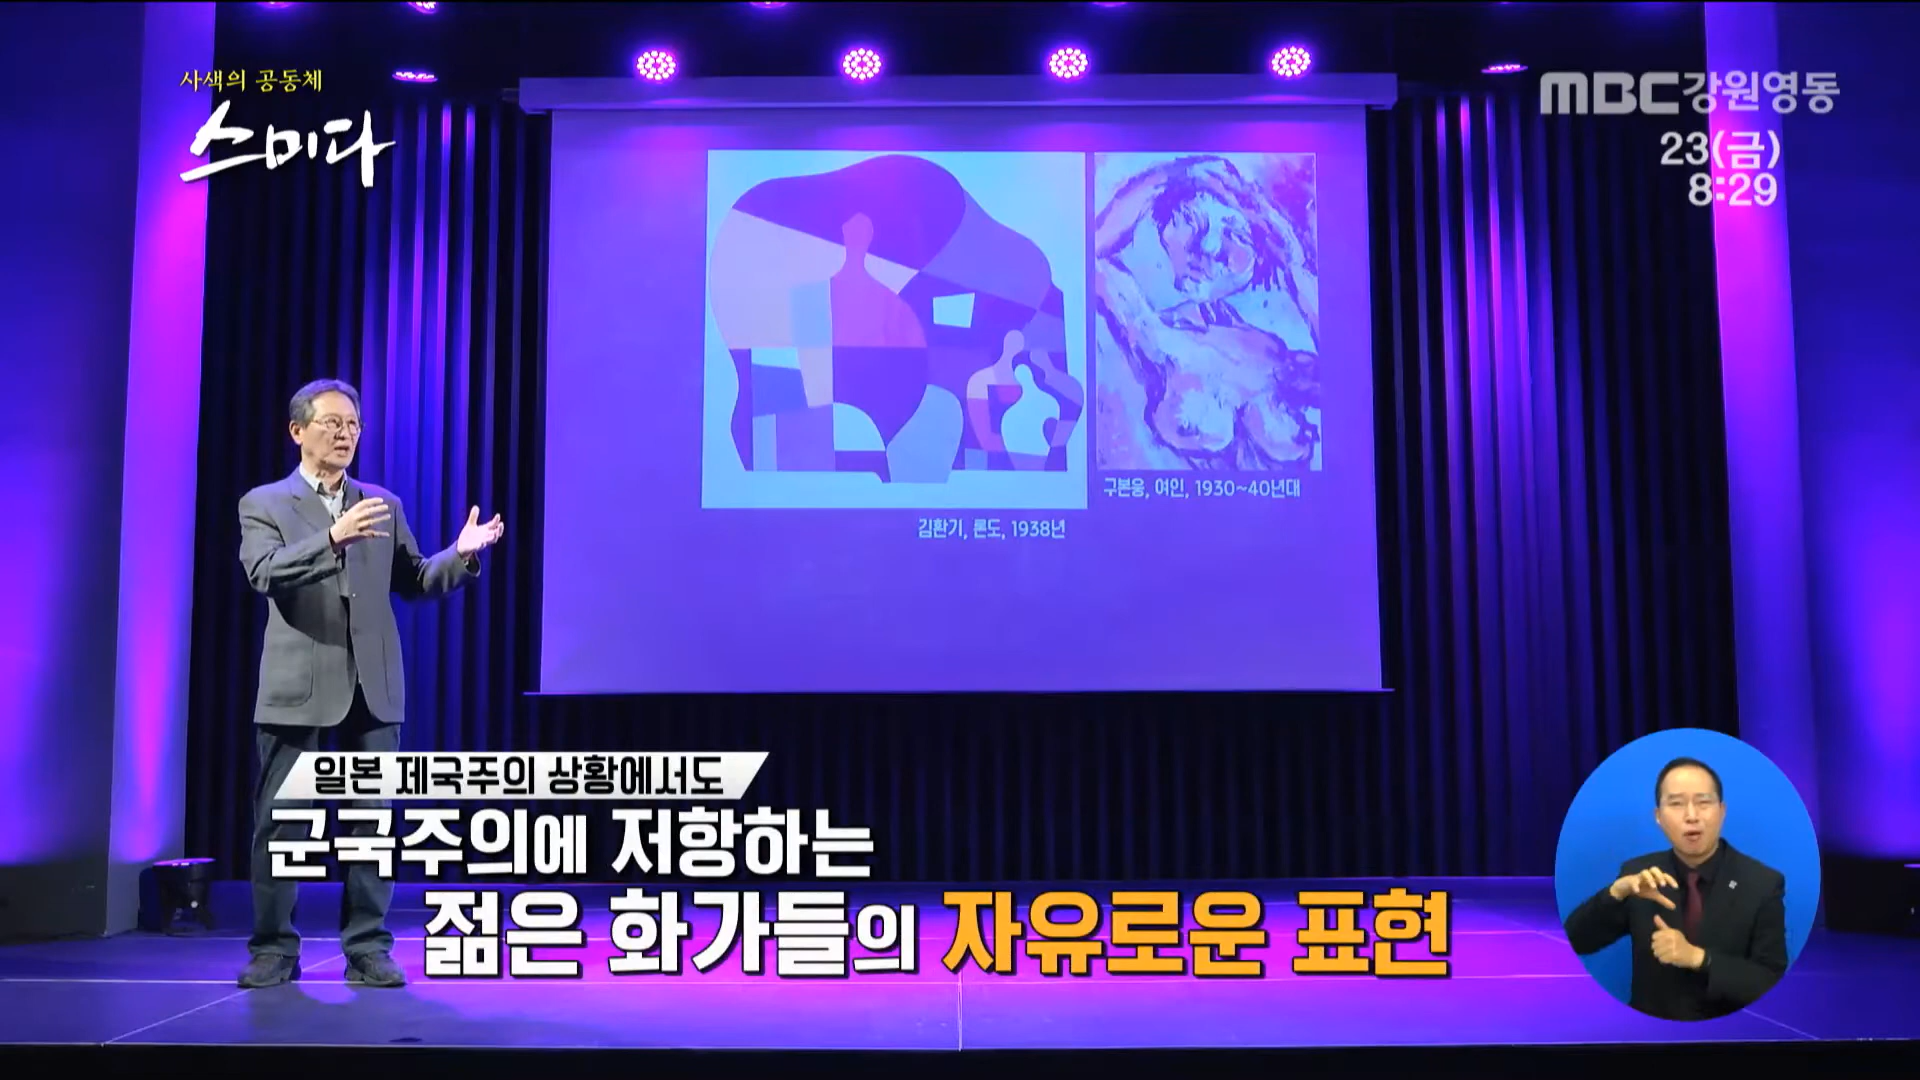 사색의 공동체
스미다
MBC강원영동
23(금)
8:29
구본웅, 여인, 1930~40년대
김환기, 론도, 1938년
일본 제국주의 상황에서도
군국주의에 저항하는
젊은 화가들의 자유로운 표현